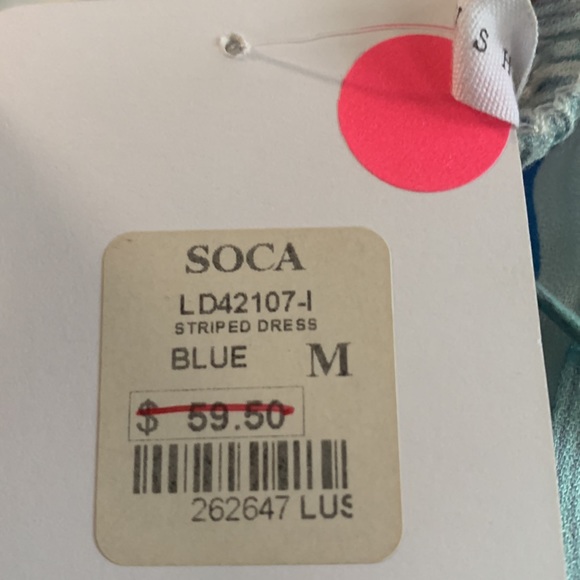 S H
SOCA
LD42107-I
STRIPED DRESS
BLUE M
$ 59.50
262647 LUS